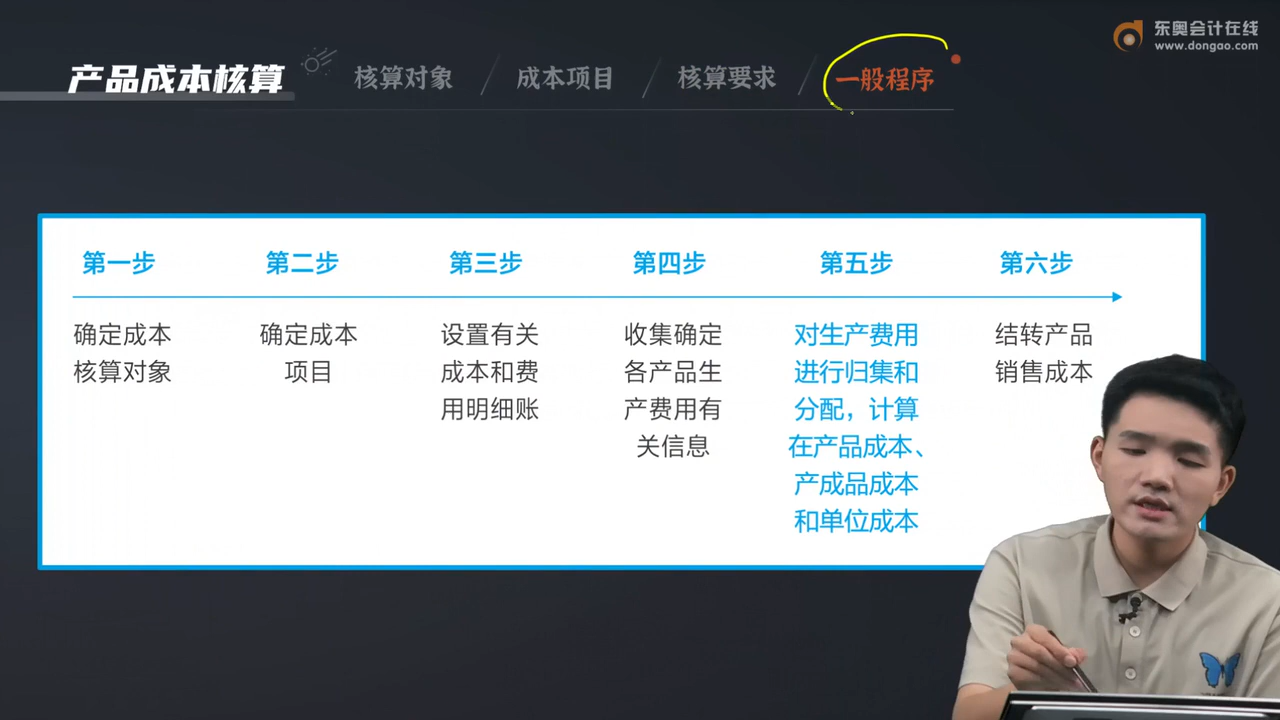 东奥会计在线
www.dongao.com
产品成本核算
核算对象 / 成本项目 / 核算要求 / 一般程序
第一步 第二步 第三步 第四步 第五步 第六步
确定成本
核算对象
确定成本
项目
设置有关
成本和费
用明细账
收集确定
各产品生
产费用有
关信息
对生产费用
进行归集和
分配，计算
在产品成本、
产成品成本
和单位成本
结转产品
销售成本